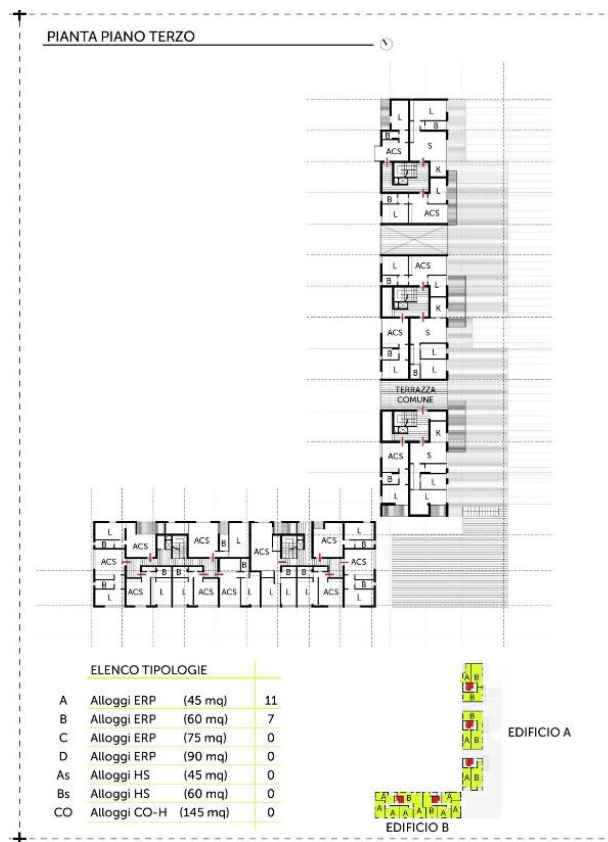 PIANTA PIANO TERZO
L
L
B
B
S
ACS
K
L
B
L
ACS
L
ACS
B
L
K
ACS
S
B
L
L
B
L
TERRAZZA
COMUNE
K
ACS
S
B
L
L
L
L
ACS
ACS
B
L
ACS
ACS
L
B
B
ACS
B
ACS
B
B
B
B
B
B
L
ACS
L
L
L
ACS
ACS
L
L
L
L
ACS
L
ELENCO TIPOLOGIE
A Alloggi ERP (45 mq) 11
B Alloggi ERP (60 mq) 7
C Alloggi ERP (75 mq) 0
D Alloggi ERP (90 mq) 0
As Alloggi HS (45 mq) 0
Bs Alloggi HS (60 mq) 0
CO Alloggi CO-H (145 mq) 0
A B
B
B
A B
A B
EDIFICIO A
A B A
A A A A A
EDIFICIO B